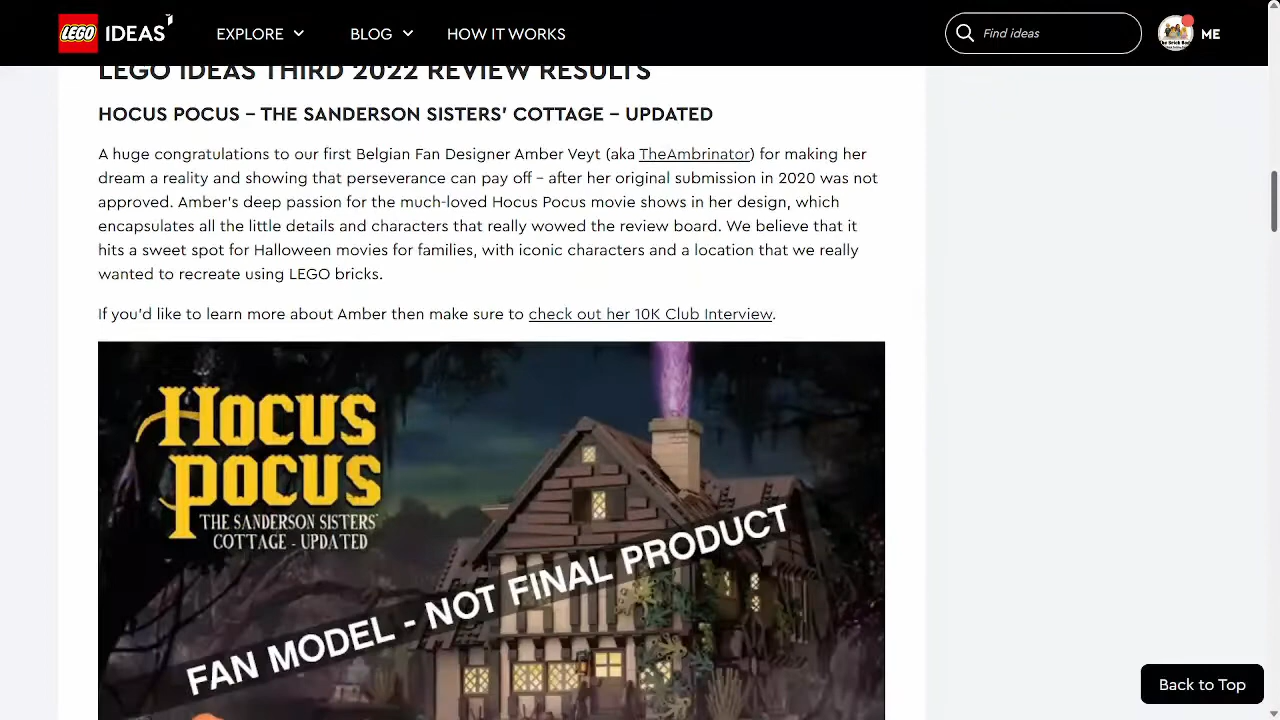 LEGO IDEAS
EXPLORE
BLOG
HOW IT WORKS
Find ideas
ME
LEGO IDEAS THIRD 2022 REVIEW RESULTS
HOCUS POCUS – THE SANDERSON SISTERS' COTTAGE – UPDATED
A huge congratulations to our first Belgian Fan Designer Amber Veyt (aka TheAmbrinator) for making her
dream a reality and showing that perseverance can pay off – after her original submission in 2020 was not
approved. Amber's deep passion for the much-loved Hocus Pocus movie shows in her design, which
encapsulates all the little details and characters that really wowed the review board. We believe that it
hits a sweet spot for Halloween movies for families, with iconic characters and a location that we really
wanted to recreate using LEGO bricks.
If you'd like to learn more about Amber then make sure to check out her 10K Club Interview.
HOCUS
POCUS
THE SANDERSON SISTERS'
COTTAGE - UPDATED
FAN MODEL - NOT FINAL PRODUCT
Back to Top